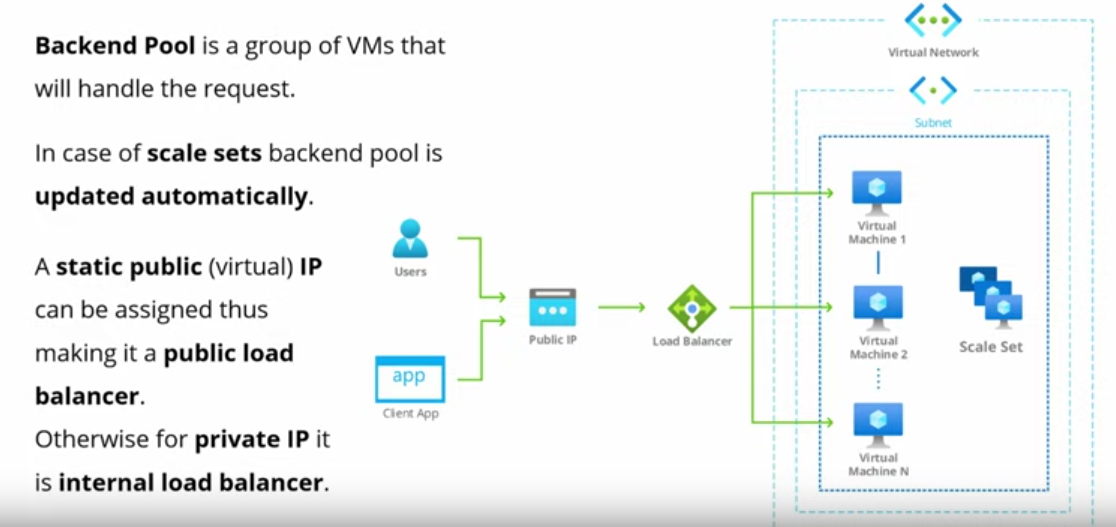 Backend Pool is a group of VMs that
will handle the request.
In case of scale sets backend pool is
updated automatically.
A static public (virtual) IP
can be assigned thus
making it a public load
balancer.
Otherwise for private IP it
is internal load balancer.
Users
app
Client App
Public IP
Load Balancer
Virtual Network
Subnet
Virtual
Machine 1
Virtual
Machine 2
Virtual
Machine N
Scale Set